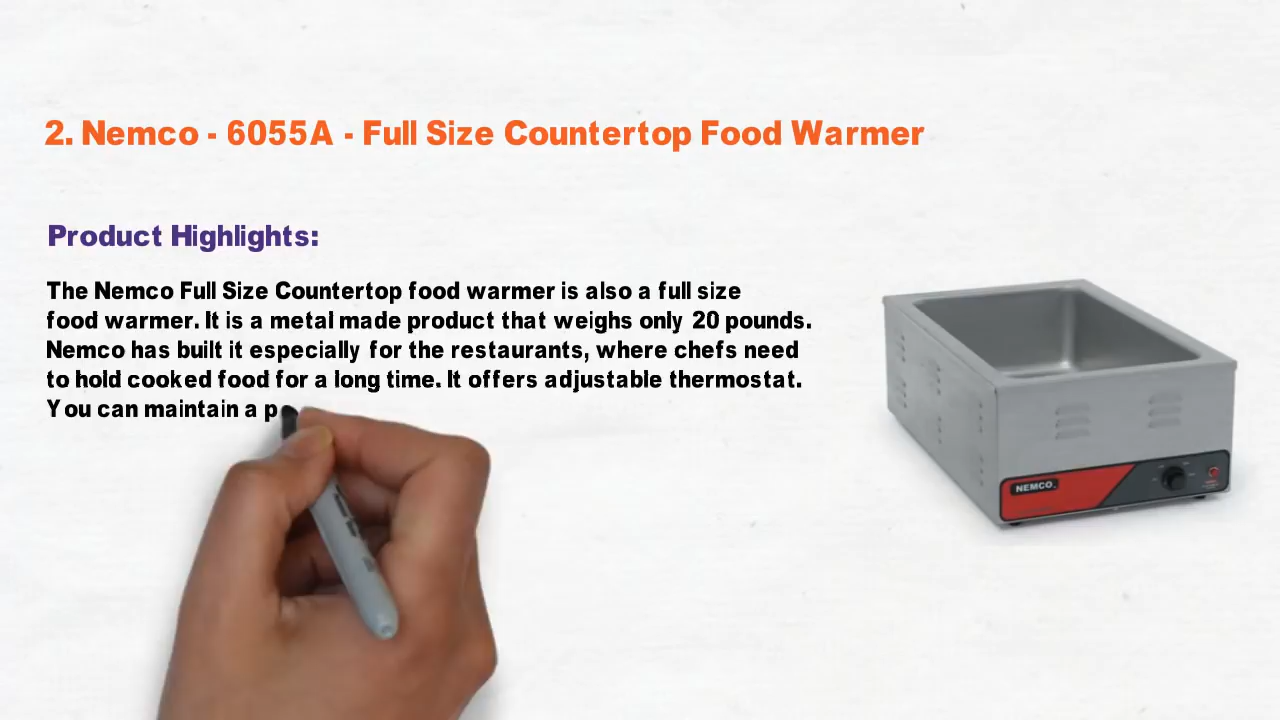 2. Nemco - 6055A - Full Size Countertop Food Warmer
Product Highlights:
The Nemco Full Size Countertop food warmer is also a full size
food warmer. It is a metal made product that weighs only 20 pounds.
Nemco has built it especially for the restaurants, where chefs need
to hold cooked food for a long time. It offers adjustable thermostat.
You can maintain a p
NEMCO